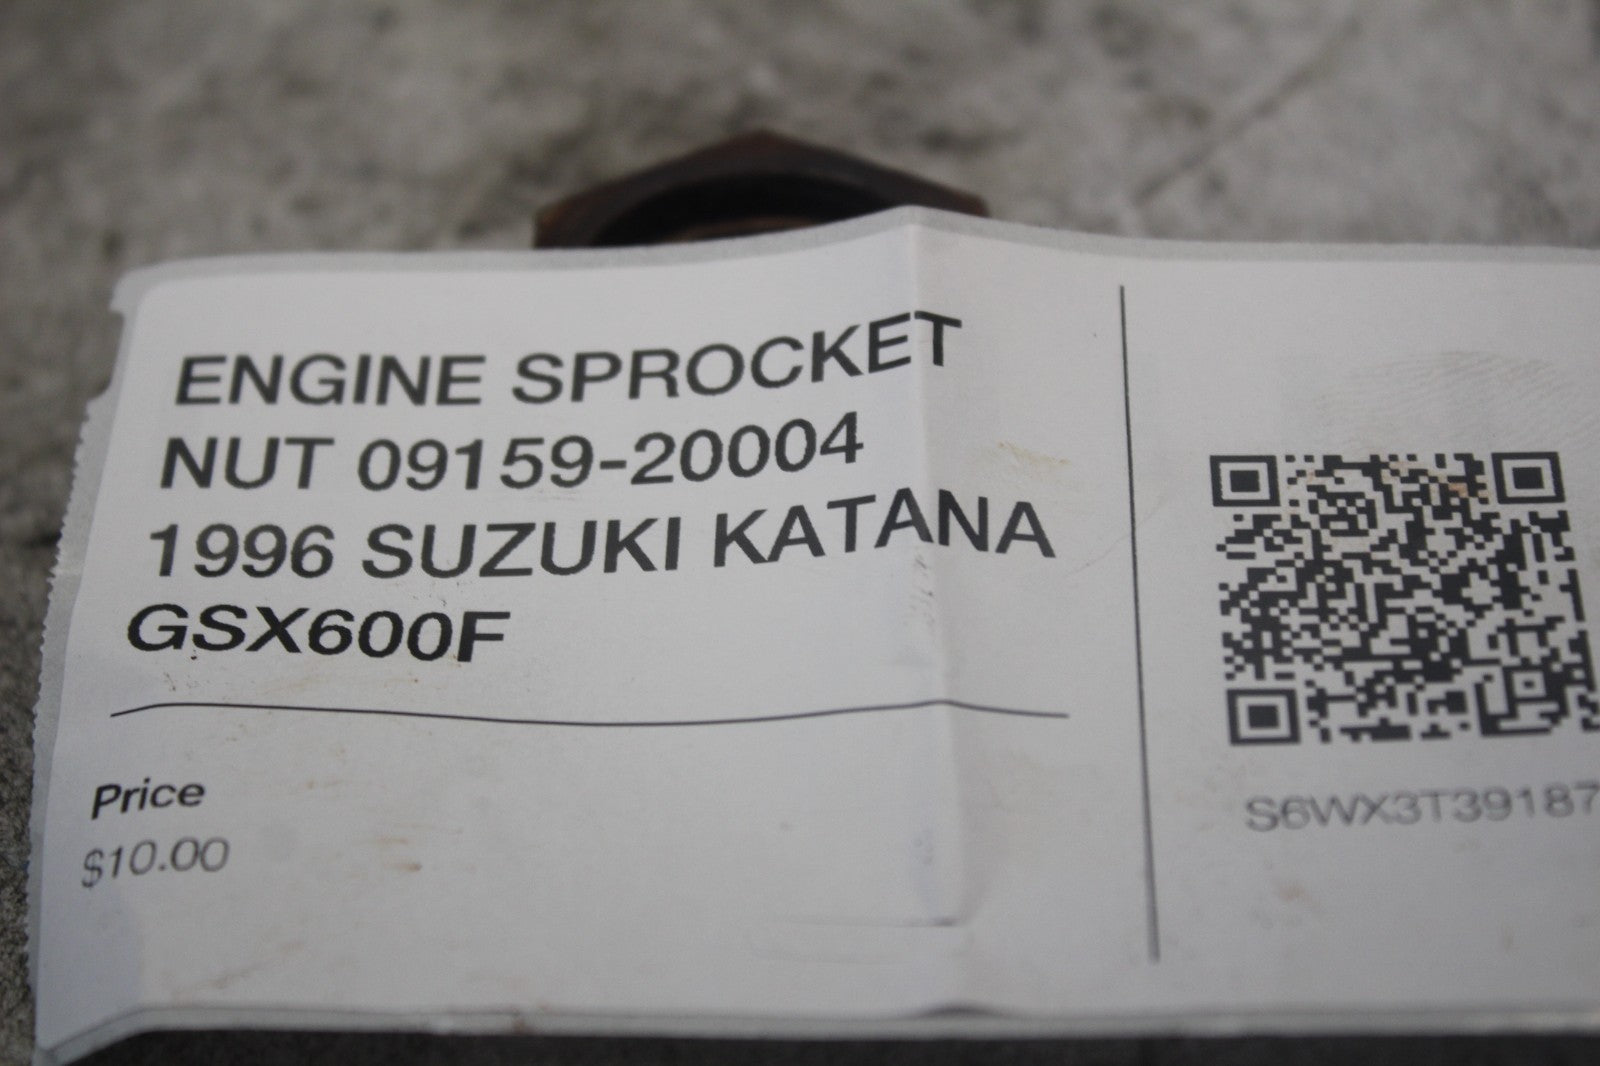 ENGINE SPROCKET
NUT 09159-20004
1996 SUZUKI KATANA
GSX600F
Price
$10.00
S6WX3T39187